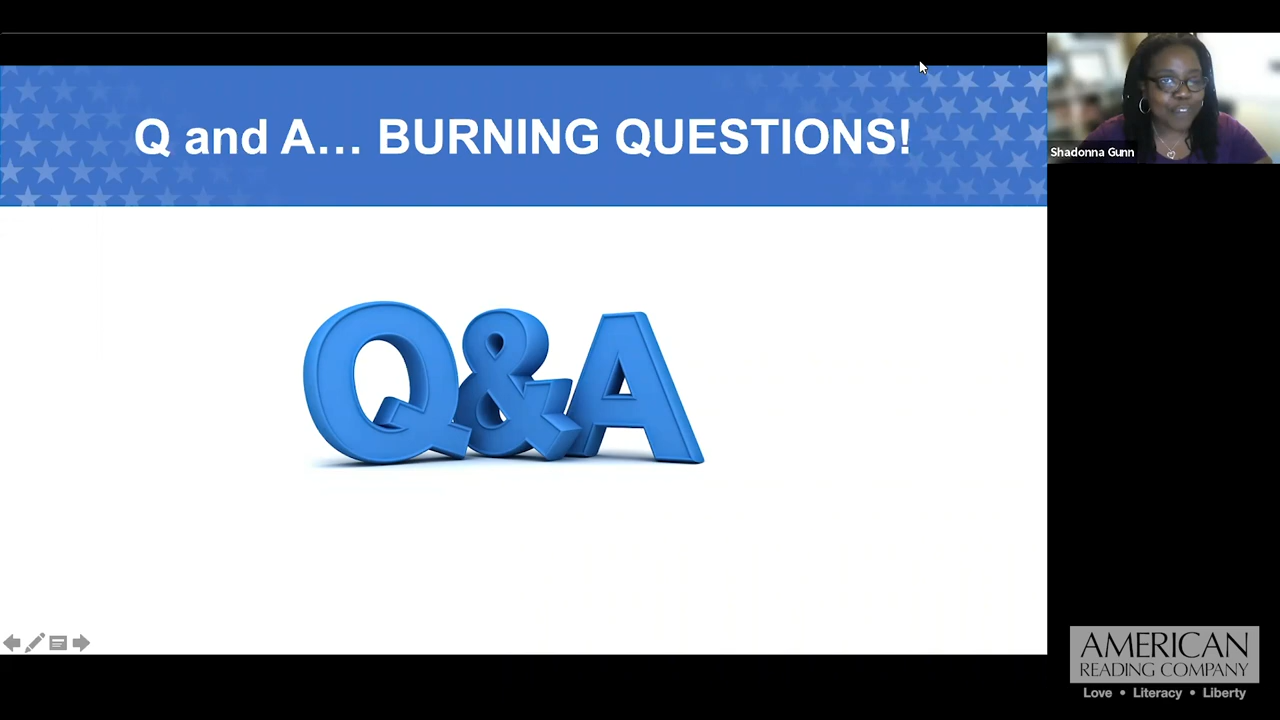 Q and A... BURNING QUESTIONS!
Shadonna Gunn
Q&A
AMERICAN
READING COMPANY
Love • Literacy • Liberty